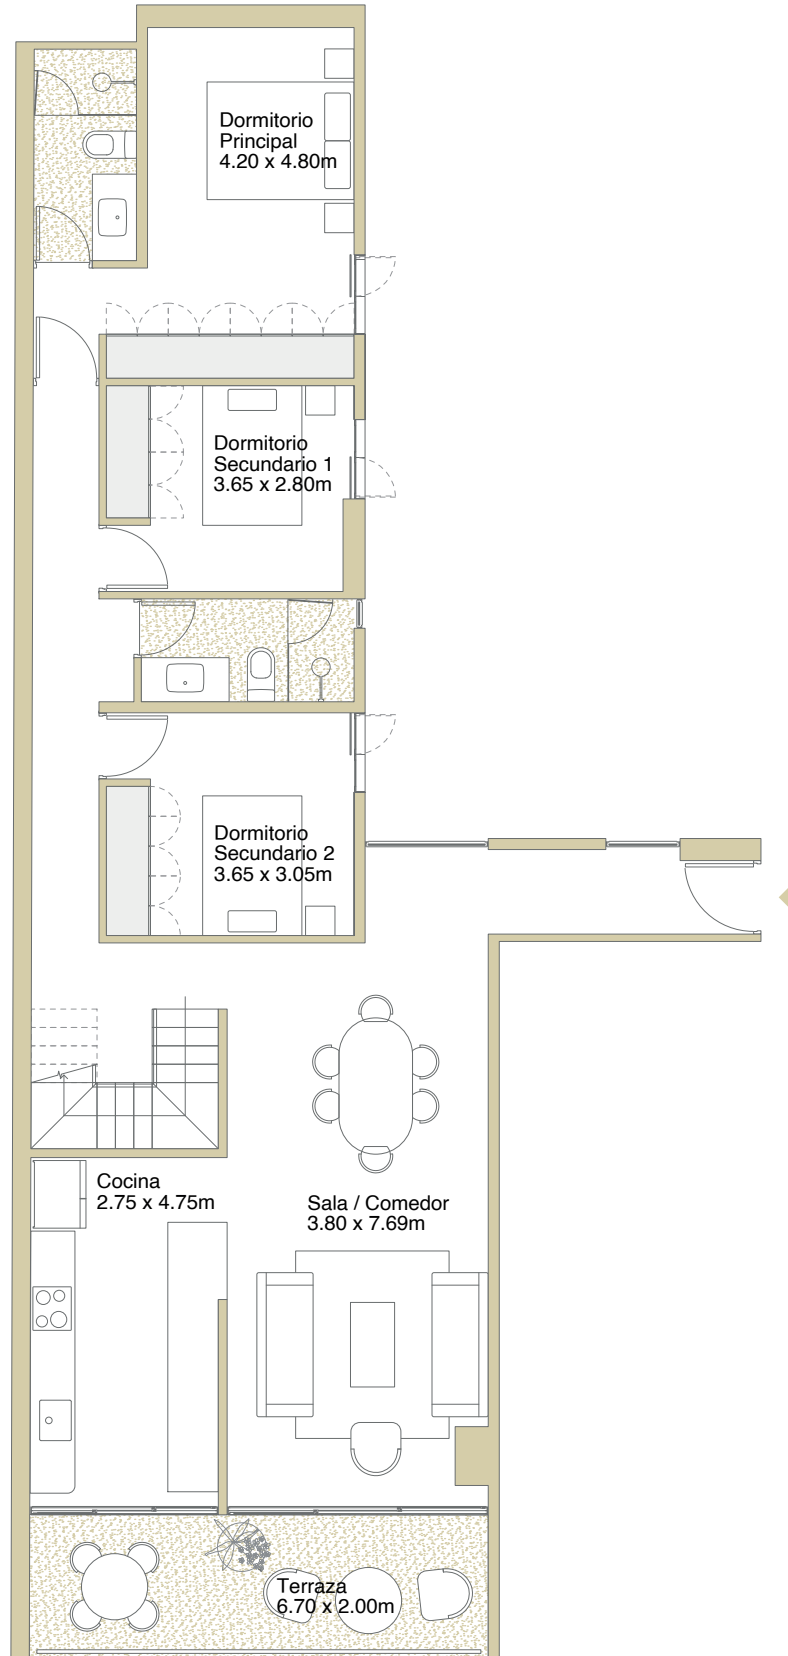 Dormitorio
Principal
4.20 x 4.80m
Dormitorio
Secundario 1
3.65 x 2.80m
Dormitorio
Secundario 2
3.65 x 3.05m
Cocina
2.75 x 4.75m
Sala / Comedor
3.80 x 7.69m
Terraza
6.70 x 2.00m